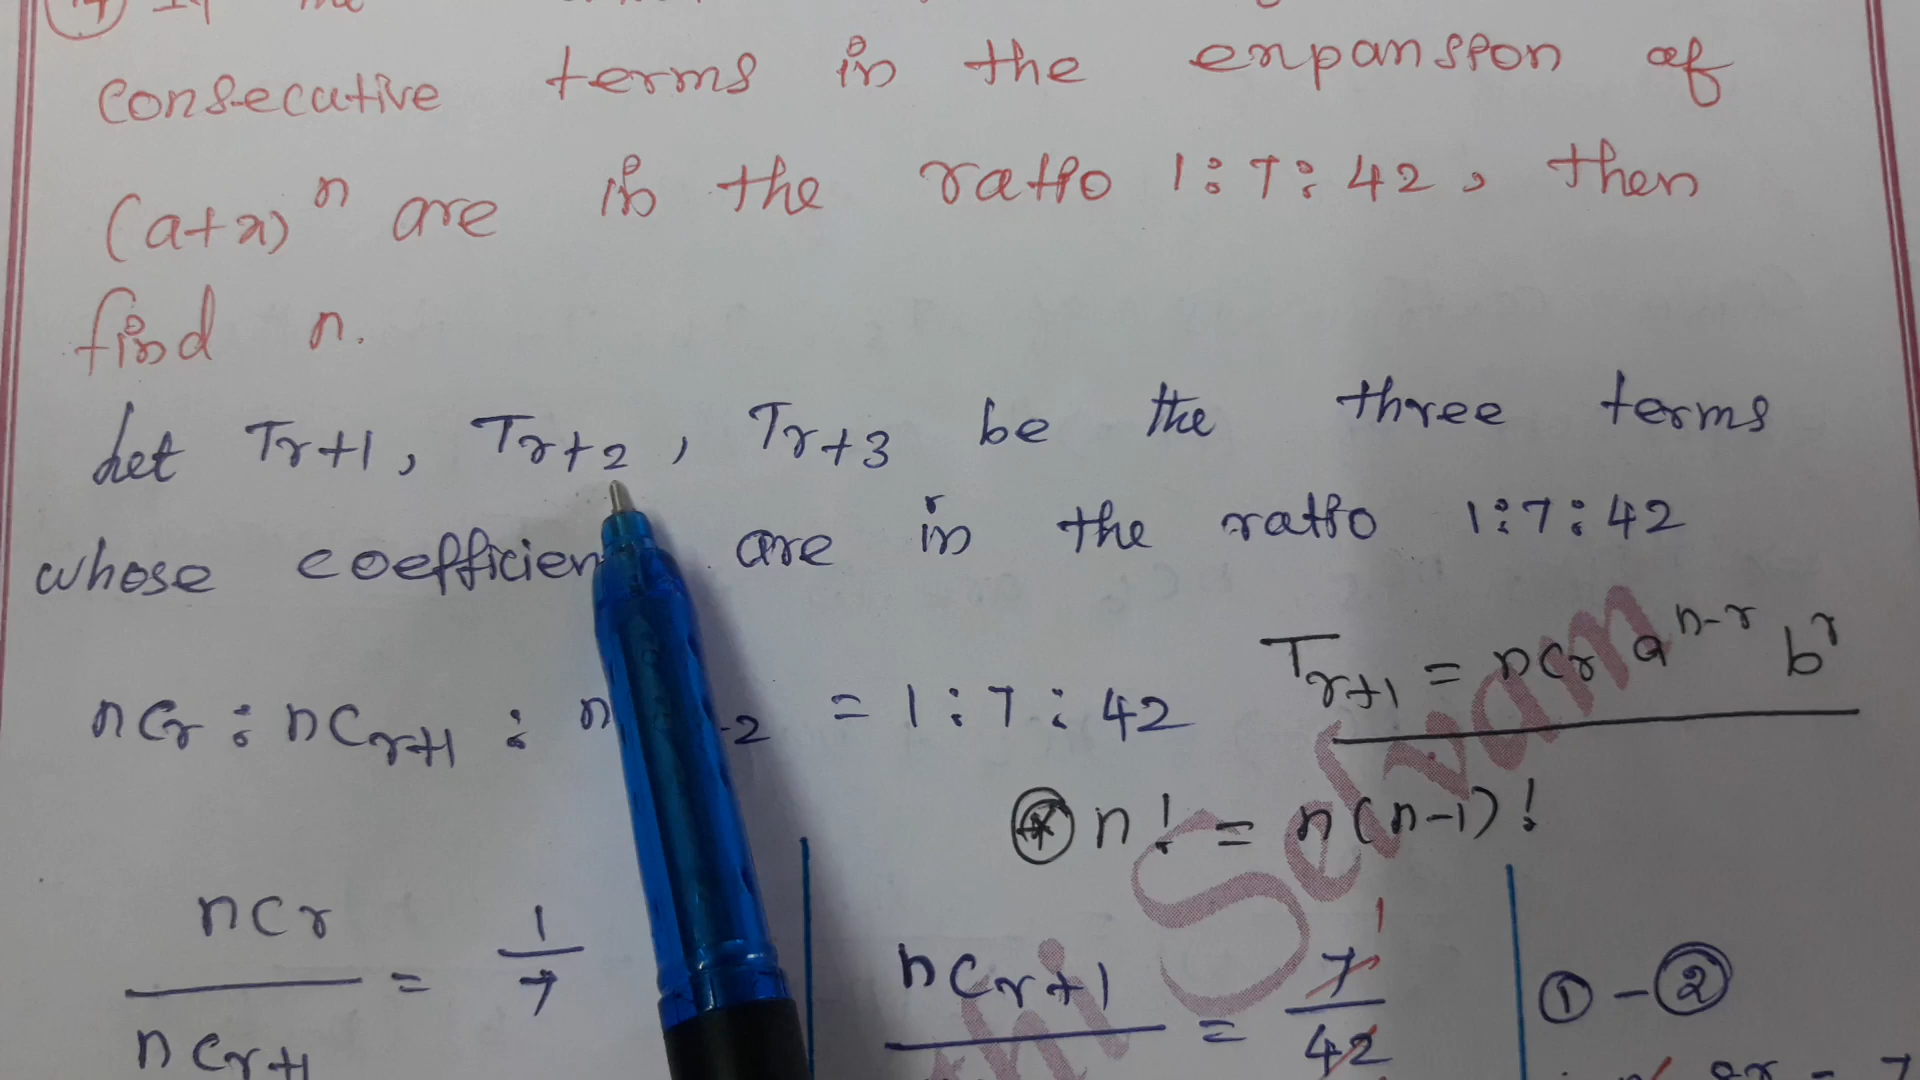 consecutive terms in the expansion of
(a+x)ⁿ are in the ratio 1:7:42, then
find n.
Let Tr+1, Tr+2, Tr+3 be the three terms
whose coefficien are in the ratio 1:7:42
Tr+1 = nCr a^n-r b^r
nCr : nCr+1 : n -2 = 1:7:42
* n! = n(n-1)!
nCr / nCr+1 = 1/7
nCr+1 / = 7/42 1
① - ②
Selvam